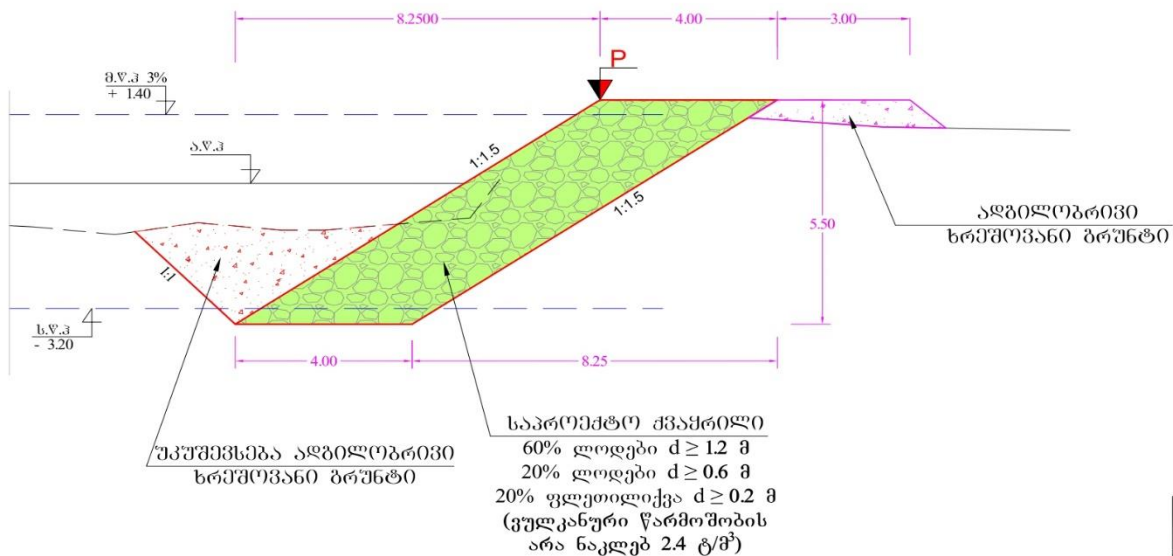 8.2500
4.00
3.00
P
მ.წ.ჰ 3%
+ 1.40
ა.წ.ჰ
1:1.5
1:1.5
5.50
ადგილობრივი
ხრეშოვანი გრუნტი
1:1
ს.წ.ჰ
- 3.20
4.00
8.25
უკუშევსება ადგილობრივი
ხრეშოვანი გრუნტი
საპროექტო ქვაყრილი
60% ლოდები d ≥ 1.2 მ
20% ლოდები d ≥ 0.6 მ
20% ფლეთილქვა d ≥ 0.2 მ
(ვულკანური წარმოშობის
არა ნაკლებ 2.4 ტ/მ³)